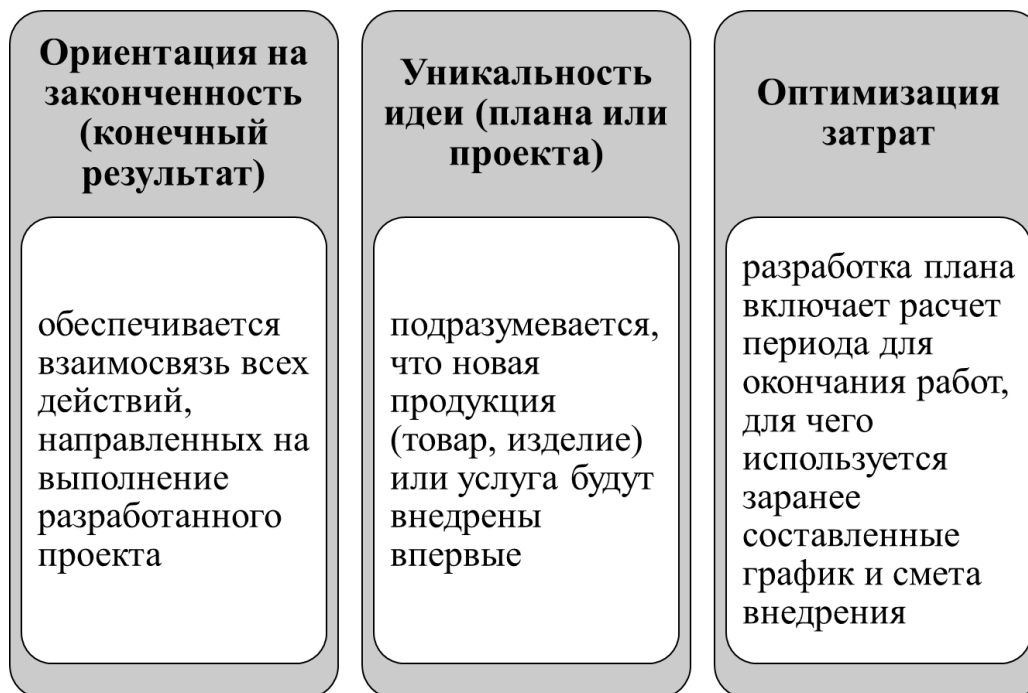 Ориентация на
законченность
(конечный
результат)
обеспечивается
взаимосвязь всех
действий,
направленных на
выполнение
разработанного
проекта
Уникальность
идеи (плана или
проекта)
подразумевается,
что новая
продукция
(товар, изделие)
или услуга будут
внедрены
впервые
Оптимизация
затрат
разработка плана
включает расчет
периода для
окончания работ,
для чего
используется
заранее
составленные
график и смета
внедрения